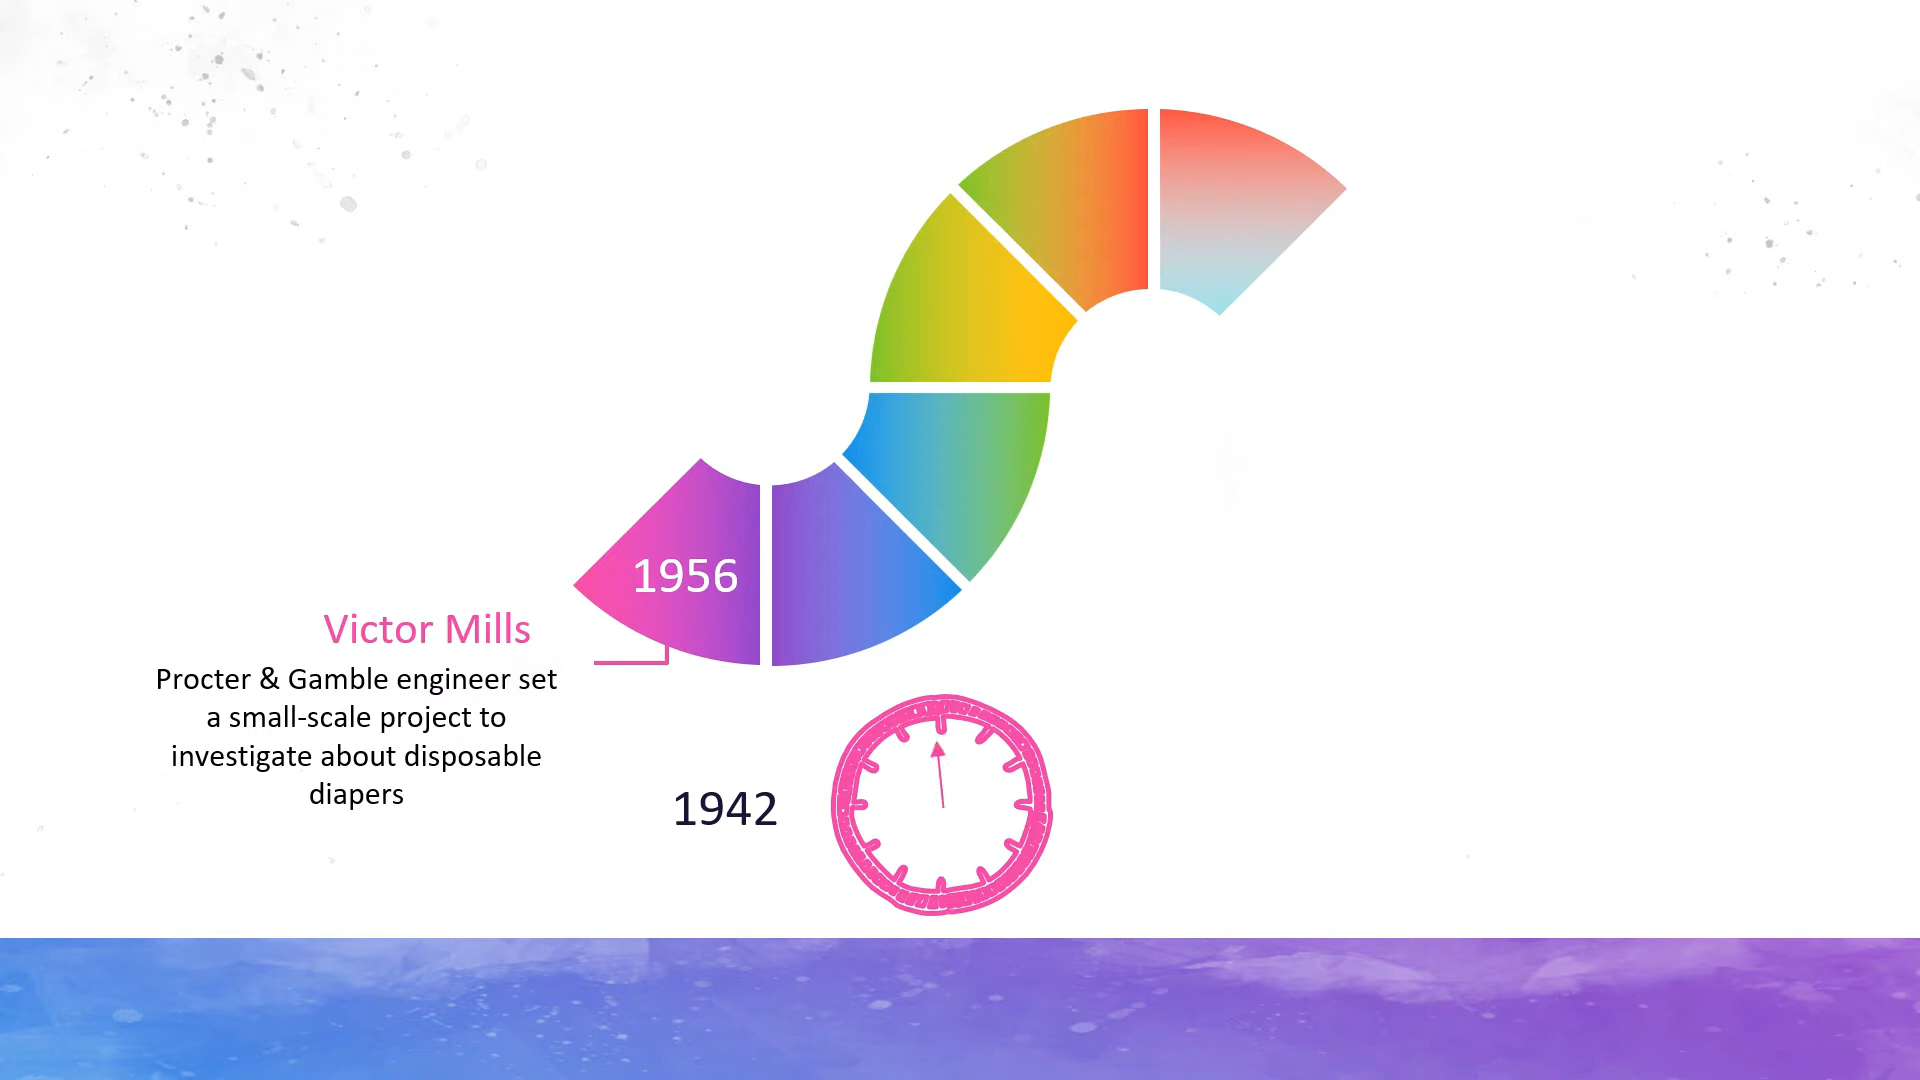 1956
Victor Mills
Procter & Gamble engineer set
a small-scale project to
investigate about disposable
diapers
1942